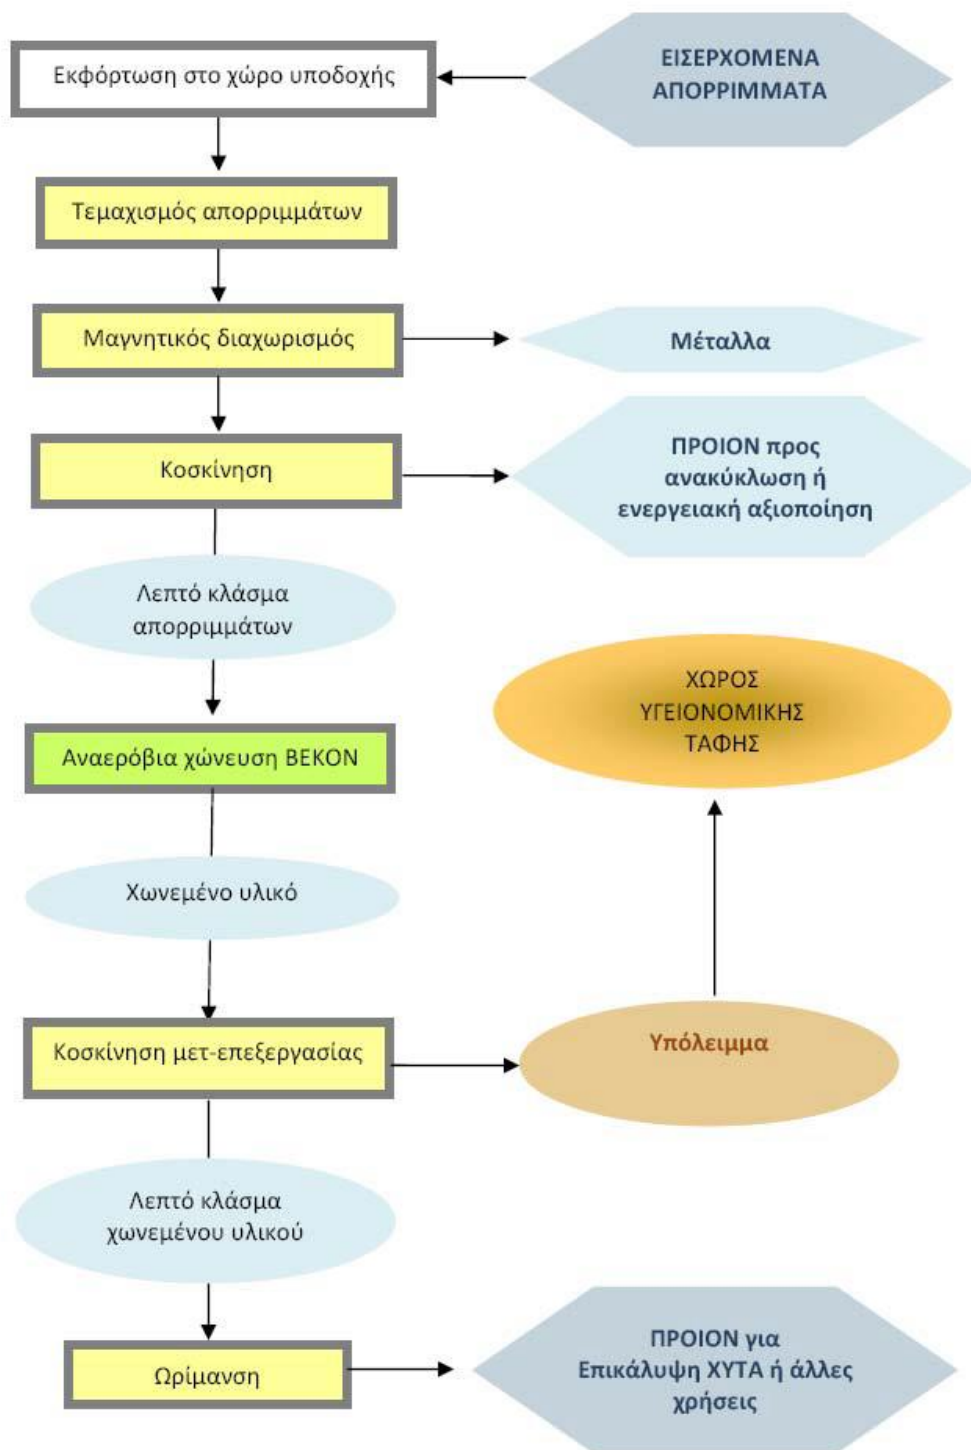 Εκφόρτωση στο χώρο υποδοχής
ΕΙΣΕΡΧΟΜΕΝΑ
ΑΠΟΡΡΙΜΜΑΤΑ
Τεμαχισμός απορριμμάτων
Μαγνητικός διαχωρισμός
Μέταλλα
Κοσκίνηση
ΠΡΟΙΟΝ προς
ανακύκλωση ή
ενεργειακή αξιοποίηση
Λεπτό κλάσμα
απορριμμάτων
ΧΩΡΟΣ
ΥΓΕΙΟΝΟΜΙΚΗΣ
ΤΑΦΗΣ
Αναερόβια χώνευση ΒΕΚΟΝ
Χωνεμένο υλικό
Κοσκίνηση μετ-επεξεργασίας
Υπόλειμμα
Λεπτό κλάσμα
χωνεμένου υλικού
Ωρίμανση
ΠΡΟΙΟΝ για
Επικάλυψη ΧΥΤΑ ή άλλες
χρήσεις